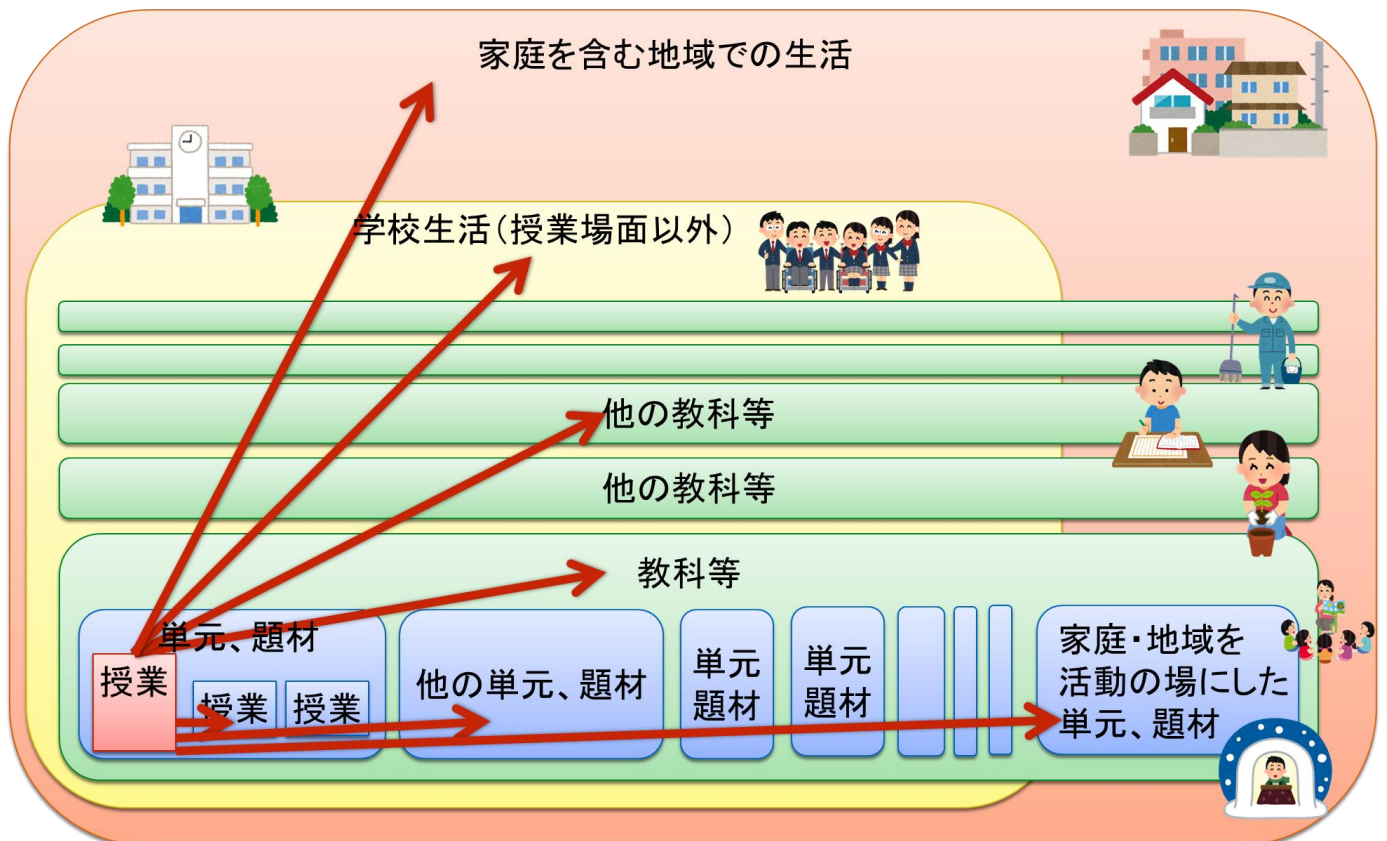 家庭を含む地域での生活
学校生活(授業場面以外)
他の教科等
他の教科等
教科等
単元、題材
授業
授業
授業
他の単元、題材
単元
題材
単元
題材
家庭・地域を
活動の場にした
単元、題材